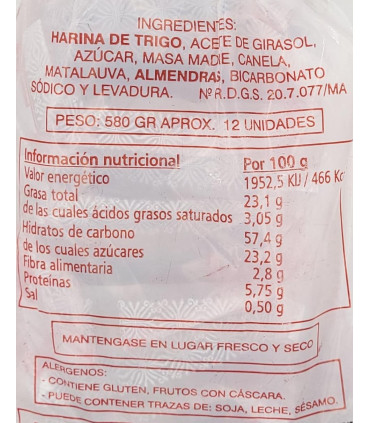 INGREDIENTES:
HARINA DE TRIGO, ACEITE DE GIRASOL,
AZÚCAR, MASA MADRE, CANELA,
MATALAUVA, ALMENDRAS, BICARBONATO
SÓDICO Y LEVADURA. Nº R.D.G.S. 20.7.077/MA
PESO: 580 GR APROX. 12 UNIDADES
Información nutricional Por 100 g
Valor energético 1952,5 KJ / 466 Kc
Grasa total 23,1 g
de las cuales ácidos grasos saturados 3,05 g
Hidratos de carbono 57,4 g
de los cuales azúcares 23,2 g
Fibra alimentaria 2,8 g
Proteínas 5,75 g
Sal 0,50 g
MANTENGASE EN LUGAR FRESCO Y SECO
ALERGENOS:
- CONTIENE GLUTEN, FRUTOS CON CÁSCARA.
- PUEDE CONTENER TRAZAS DE: SOJA, LECHE, SÉSAMO.